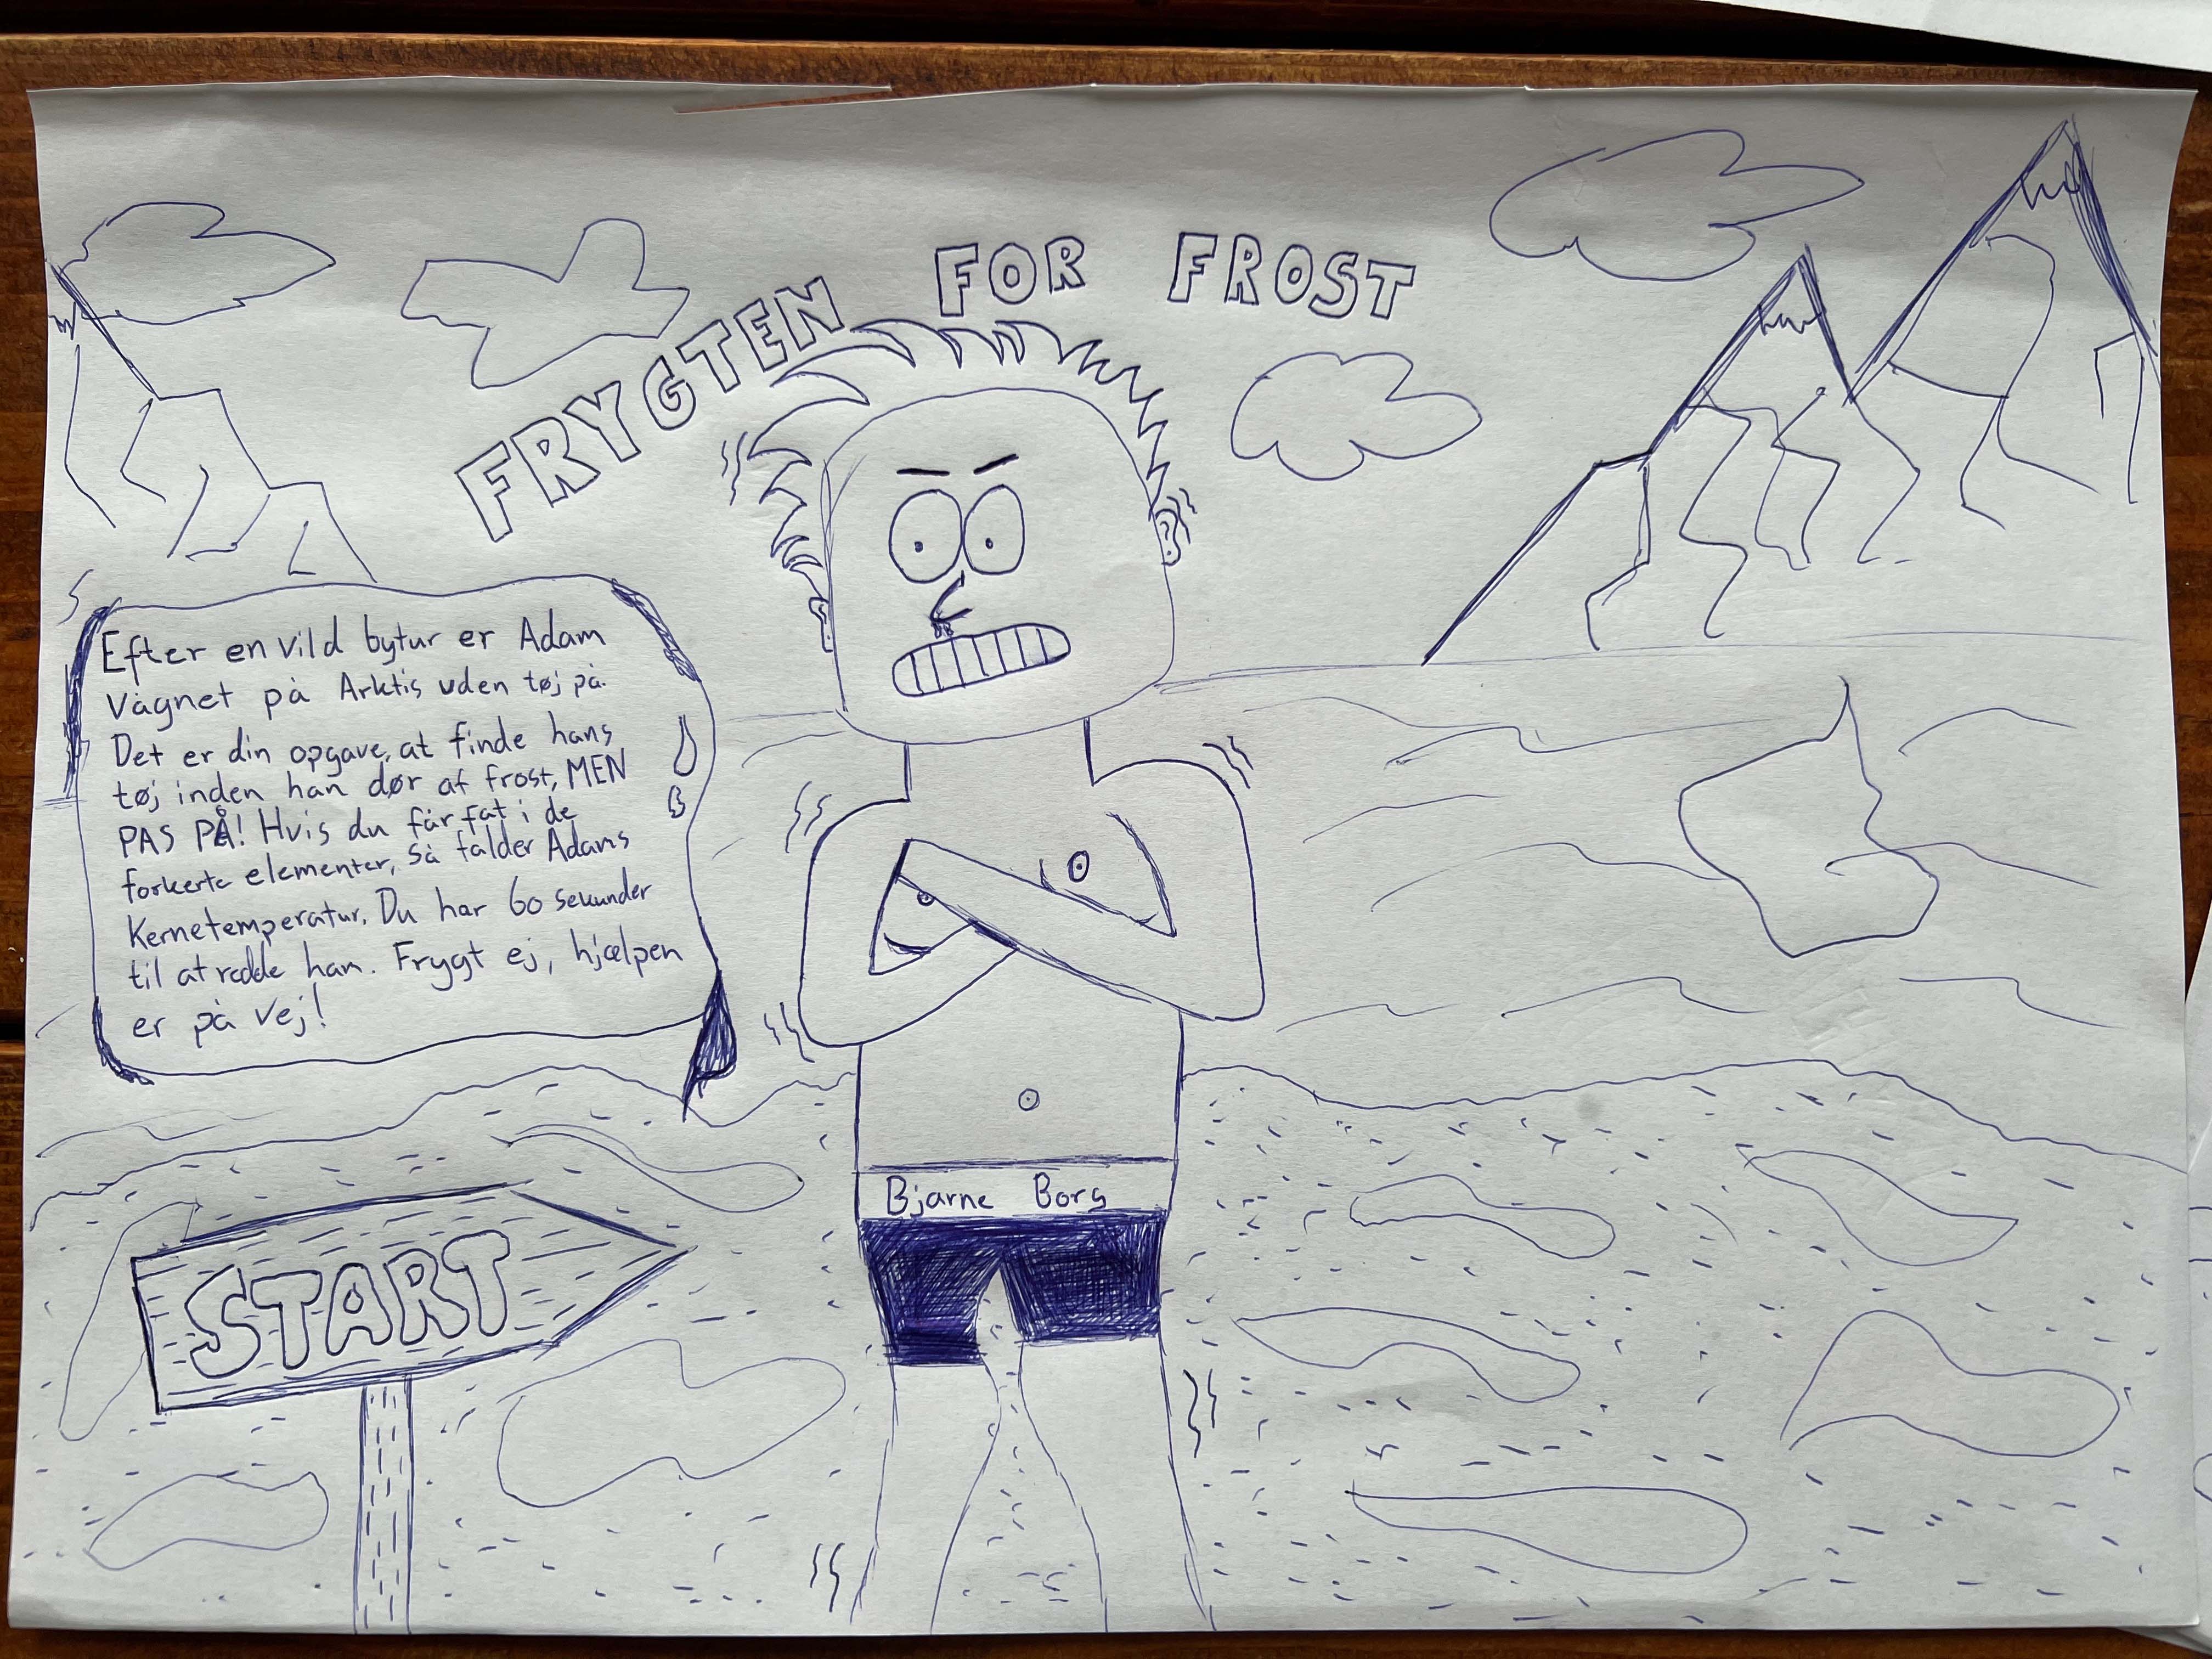 FRYGTEN FOR FROST
Efter en vild bytur er Adam
vågnet på Arktis uden tøj på.
Det er din opgave, at finde hans
tøj inden han dør af frost, MEN
PAS PÅ! Hvis du får fat i de
forkerte elementer, så falder Adams
Kernetemperatur. Du har 60 sekunder
til at redde ham. Frygt ej, hjælpen
er på vej!
Bjarne Borg
START